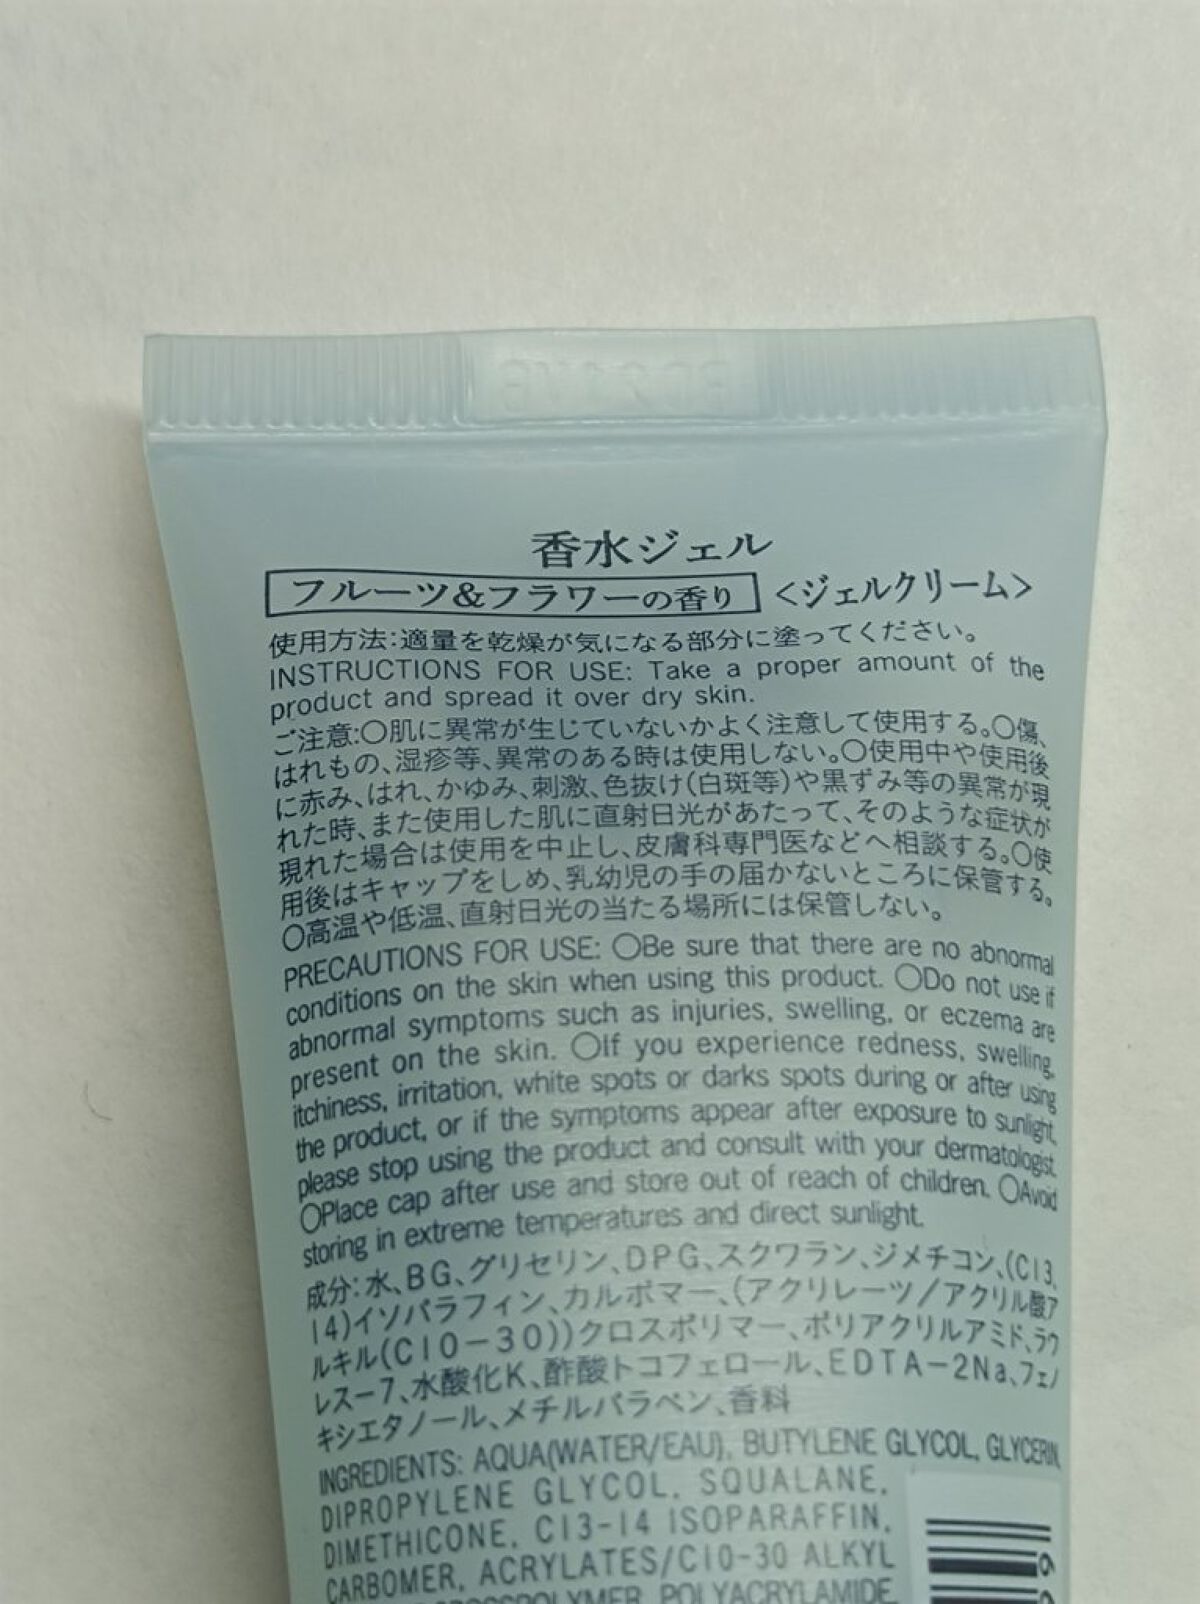 香水ジェル
フルーツ&フラワーの香り <ジェルクリーム>
使用方法:適量を乾燥が気になる部分に塗ってください。
INSTRUCTIONS FOR USE: Take a proper amount of the
product and spread it over dry skin.
ご注意:○肌に異常が生じていないかよく注意して使用する。○傷、
はれもの、湿疹等、異常のある時は使用しない。○使用中や使用後
に赤み、はれ、かゆみ、刺激、色抜け(白斑等)や黒ずみ等の異常が現
れた時、また使用した肌に直射日光があたって、そのような症状が
現れた場合は使用を中止し、皮膚科専門医などへ相談する。○使
用後はキャップをしめ、乳幼児の手の届かないところに保管する。
○高温や低温、直射日光の当たる場所には保管しない。
PRECAUTIONS FOR USE: ○Be sure that there are no abnormal
conditions on the skin when using this product. ○Do not use if
abnormal symptoms such as injuries, swelling, or eczema are
present on the skin. ○If you experience redness, swelling,
itchiness, irritation, white spots or darks spots during or after using
the product, or if the symptoms appear after exposure to sunlight,
please stop using the product and consult with your dermatologist.
○Place cap after use and store out of reach of children. ○Avoid
storing in extreme temperatures and direct sunlight.
成分:水、BG、グリセリン、DPG、スクワラン、ジメチコン、(C13,
14)イソパラフィン、カルボマー、(アクリレーツ/アクリル酸ア
ルキル(C10-30))クロスポリマー、ポリアクリルアミド、ラウ
レス-7、水酸化K、酢酸トコフェロール、EDTA-2Na、フェノ
キシエタノール、メチルパラベン、香料
INGREDIENTS: AQUA(WATER/EAU), BUTYLENE GLYCOL, GLYCERIN,
DIPROPYLENE GLYCOL, SQUALANE,
DIMETHICONE, C13-14 ISOPARAFFIN,
CARBOMER, ACRYLATES/C10-30 ALKYL
POLYACRYLAMIDE,